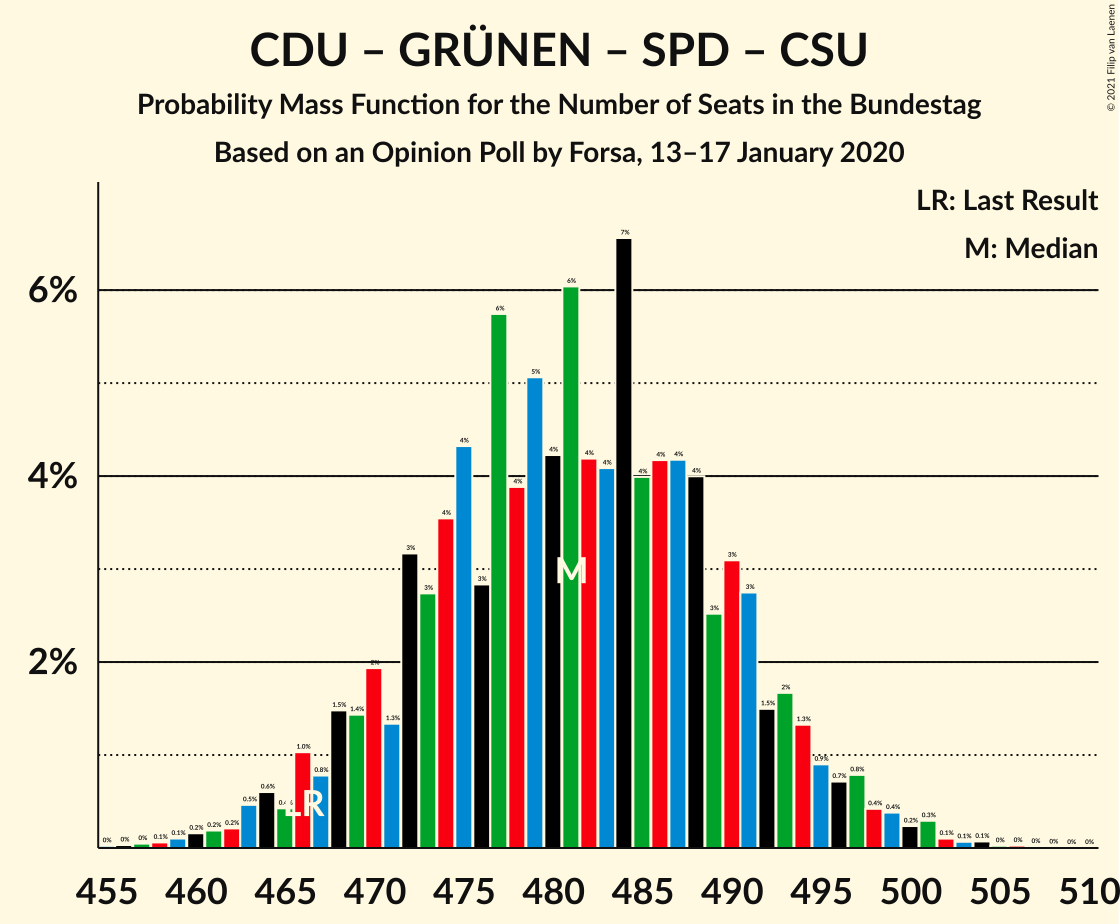 CDU – GRÜNEN – SPD – CSU
Probability Mass Function for the Number of Seats in the Bundestag
Based on an Opinion Poll by Forsa, 13–17 January 2020
© 2021 Filip van Laenen
LR: Last Result
M: Median
6%
4%
2%
0% 0% 0% 0.1% 0.1% 0.2% 0.2% 0.2% 0.5% 0.6% 0.4% 1.0% 0.8% 1.5% 1.4% 2% 1.3% 3% 3% 4% 4% 3% 6% 4% 5% 4% 6% 4% 4% 7% 4% 4% 4% 4% 3% 3% 3% 1.5% 2% 1.3% 0.9% 0.7% 0.8% 0.4% 0.4% 0.2% 0.3% 0.1% 0.1% 0.1% 0% 0% 0% 0% 0% 0%
M
LR
455 460 465 470 475 480 485 490 495 500 505 510